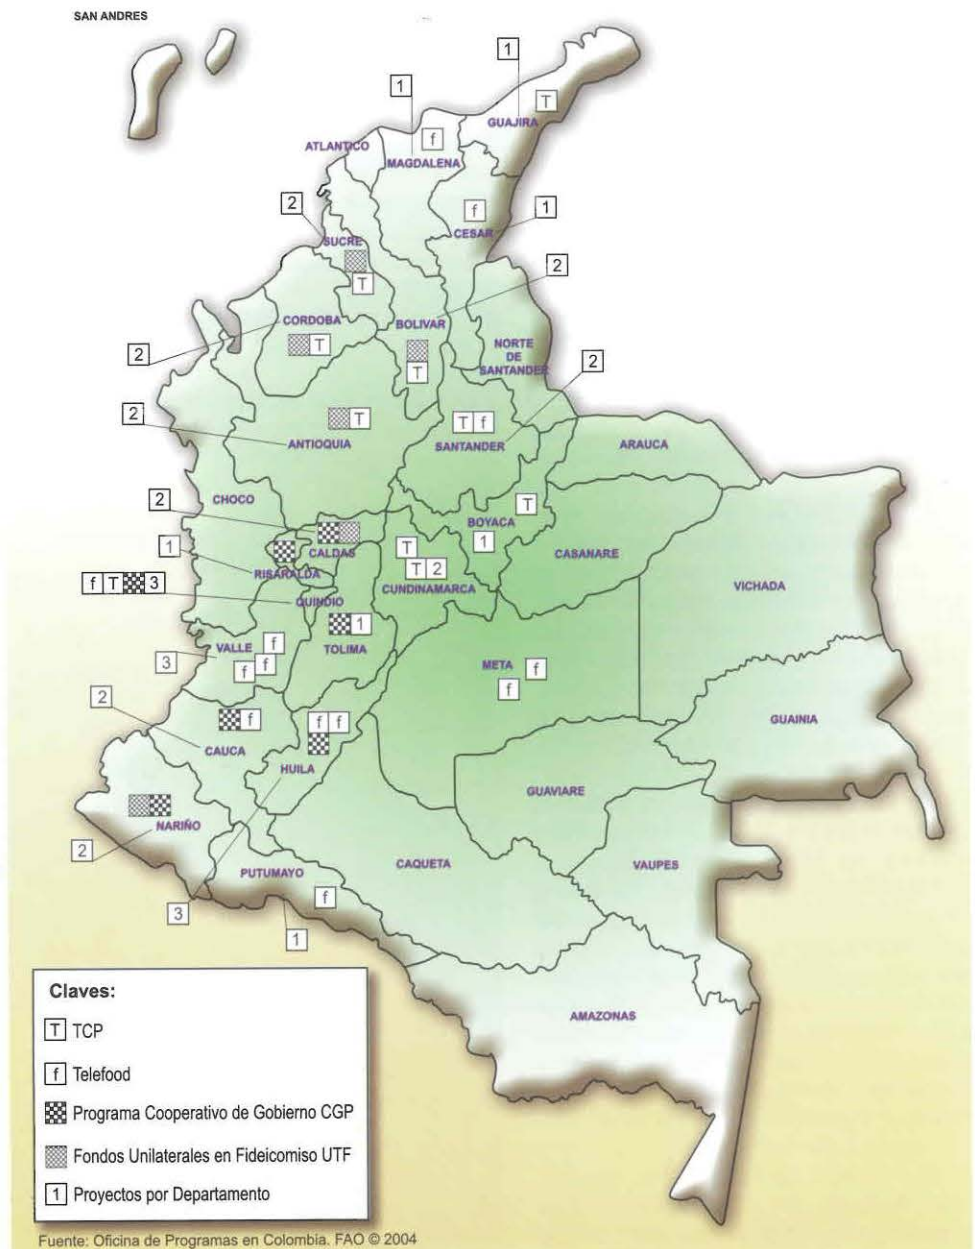 SAN ANDRES
1
GUAJIRA
T
1
f
MAGDALENA
ATLANTICO
2
SUCRE
T
f
CESAR
1
2
BOLIVAR
T
CORDOBA
T
2
NORTE
DE
SANTANDER
2
T f
SANTANDER
2
T
ANTIOQUIA
ARAUCA
CHOCO
2
CALDAS
T
BOYACA
1
CASANARE
VICHADA
1
RISARALDA
T
T 2
CUNDINAMARCA
f T 3
QUINDIO
1
TOLIMA
VALLE
f
f
f
3
META
f
f
GUAINIA
2
f
CAUCA
f f
HUILA
3
GUAVIARE
NARIÑO
2
PUTUMAYO
f
1
CAQUETA
VAUPES
AMAZONAS
Claves:
T TCP
f Telefood
Programa Cooperativo de Gobierno CGP
Fondos Unilaterales en Fideicomiso UTF
1 Proyectos por Departamento
Fuente: Oficina de Programas en Colombia. FAO © 2004